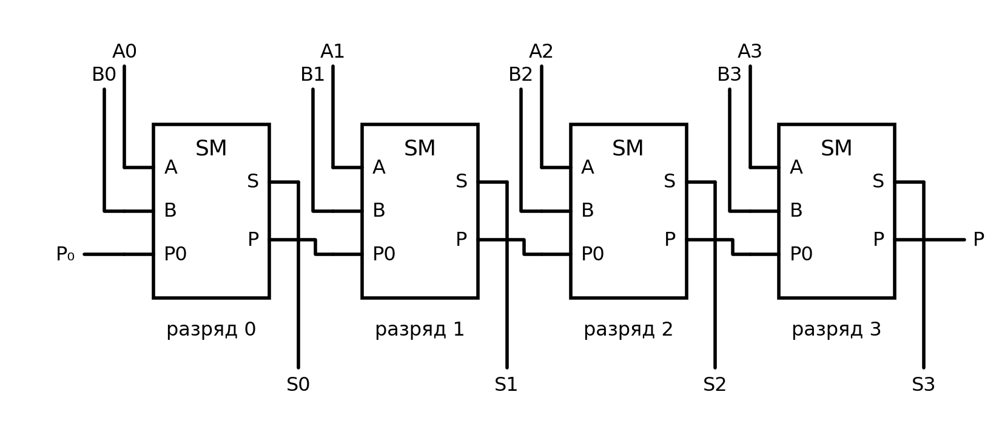 A0 A1 A2 A3
B0 B1 B2 B3
SM SM SM SM
A A A A
S S S S
B B B B
P P P P P
P₀ P0 P0 P0 P0
разряд 0 разряд 1 разряд 2 разряд 3
S0 S1 S2 S3